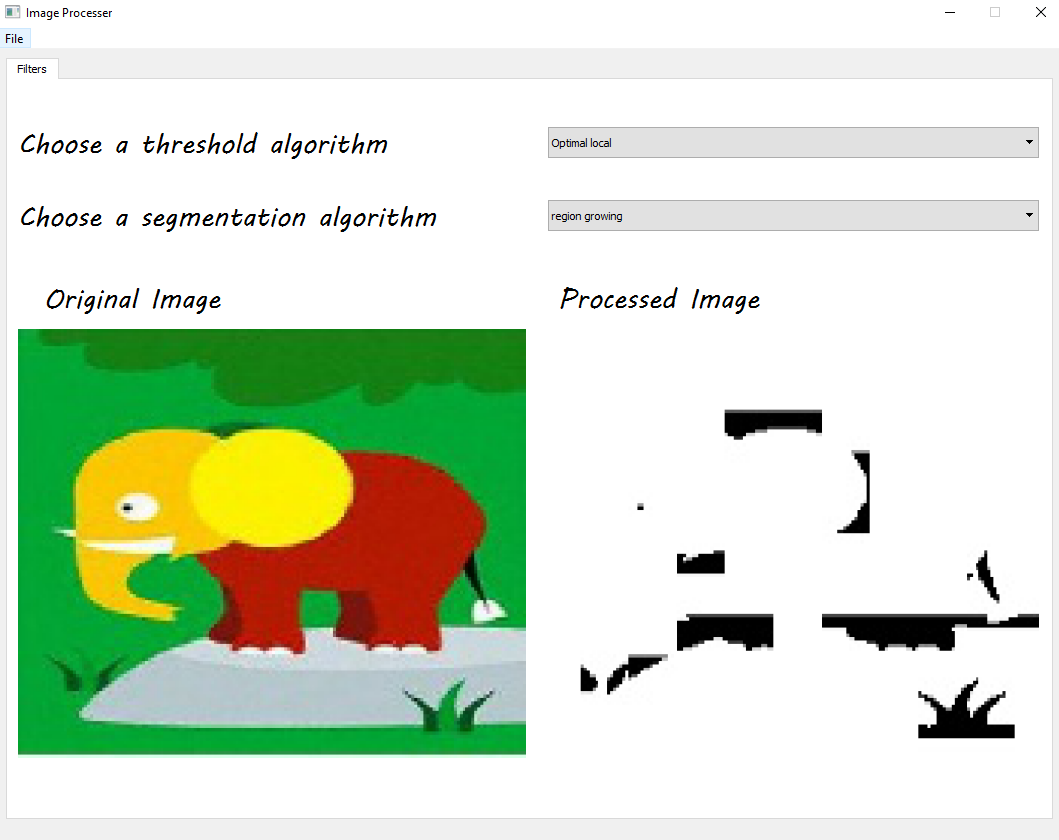 Image Processer
File
Filters
Choose a threshold algorithm
Optimal local
Choose a segmentation algorithm
region growing
Original Image
Processed Image